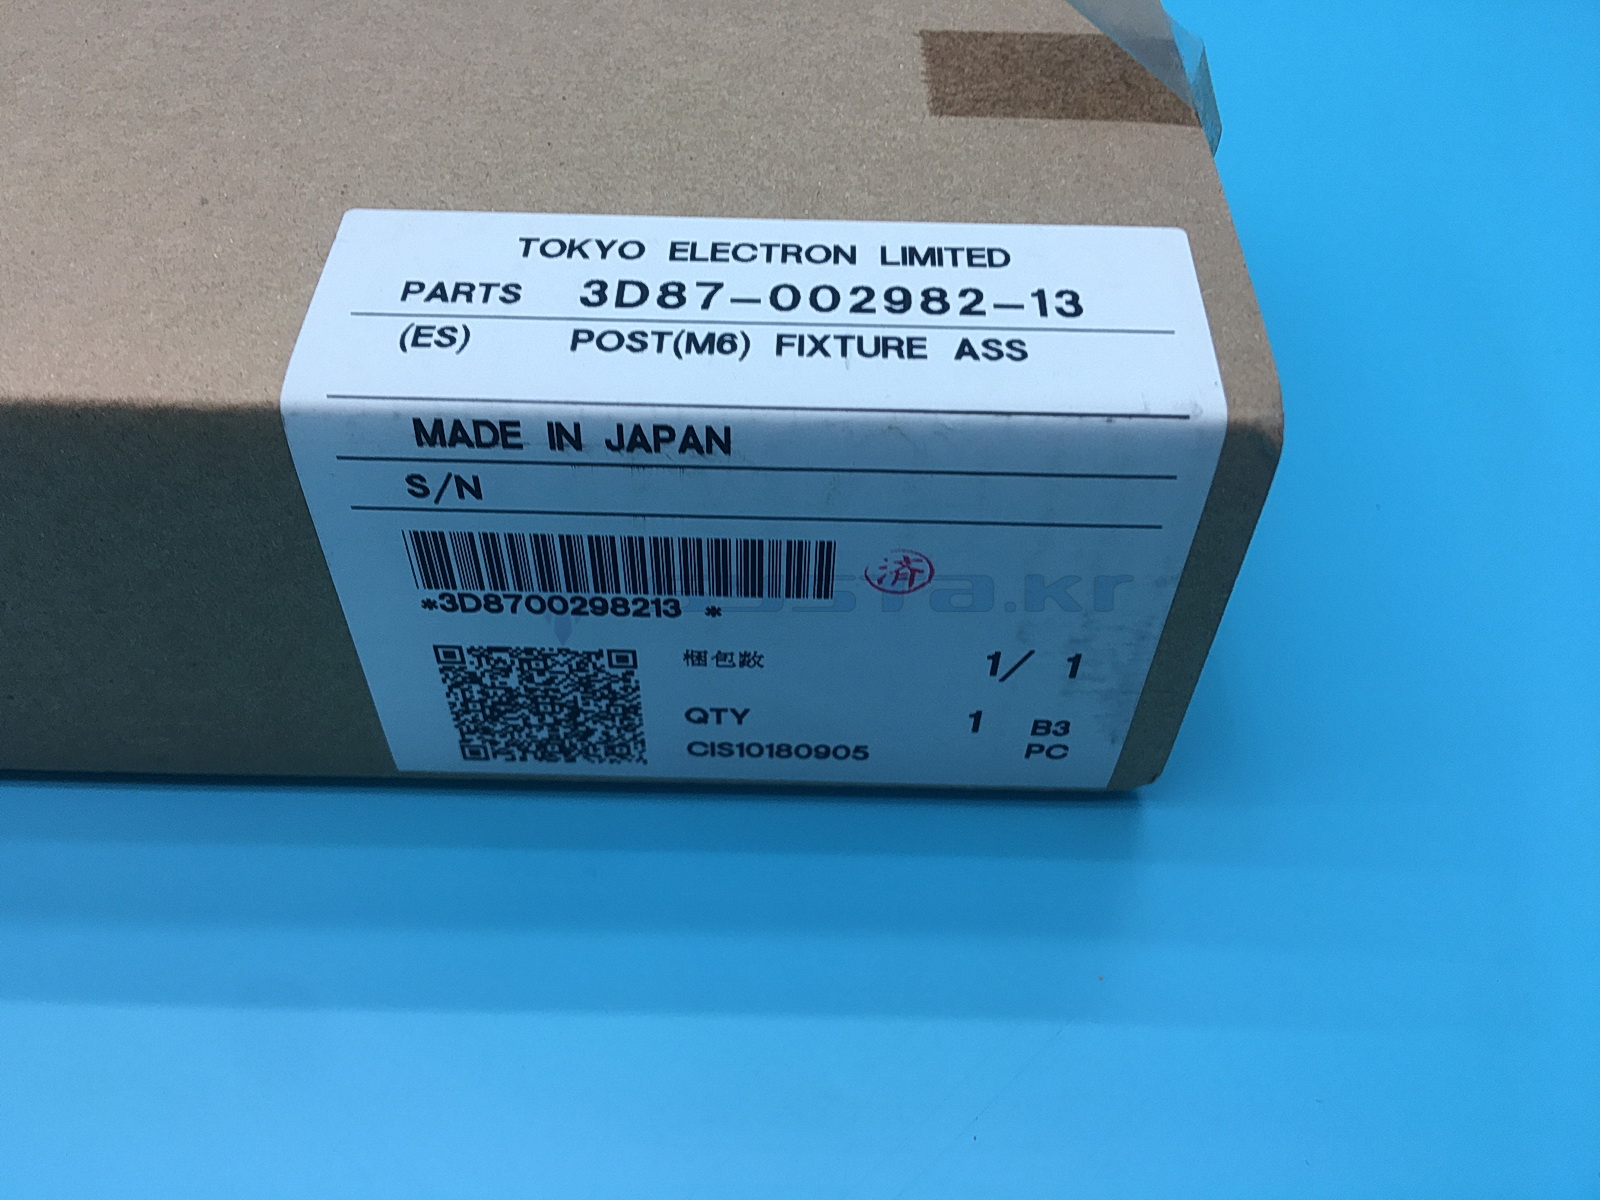 TOKYO ELECTRON LIMITED
PARTS 3D87-002982-13
(ES) POST(M6) FIXTURE ASS
MADE IN JAPAN
S/N
*3D8700298213 *
済
梱包数 1/ 1
QTY 1 B3
CIS10180905 PC